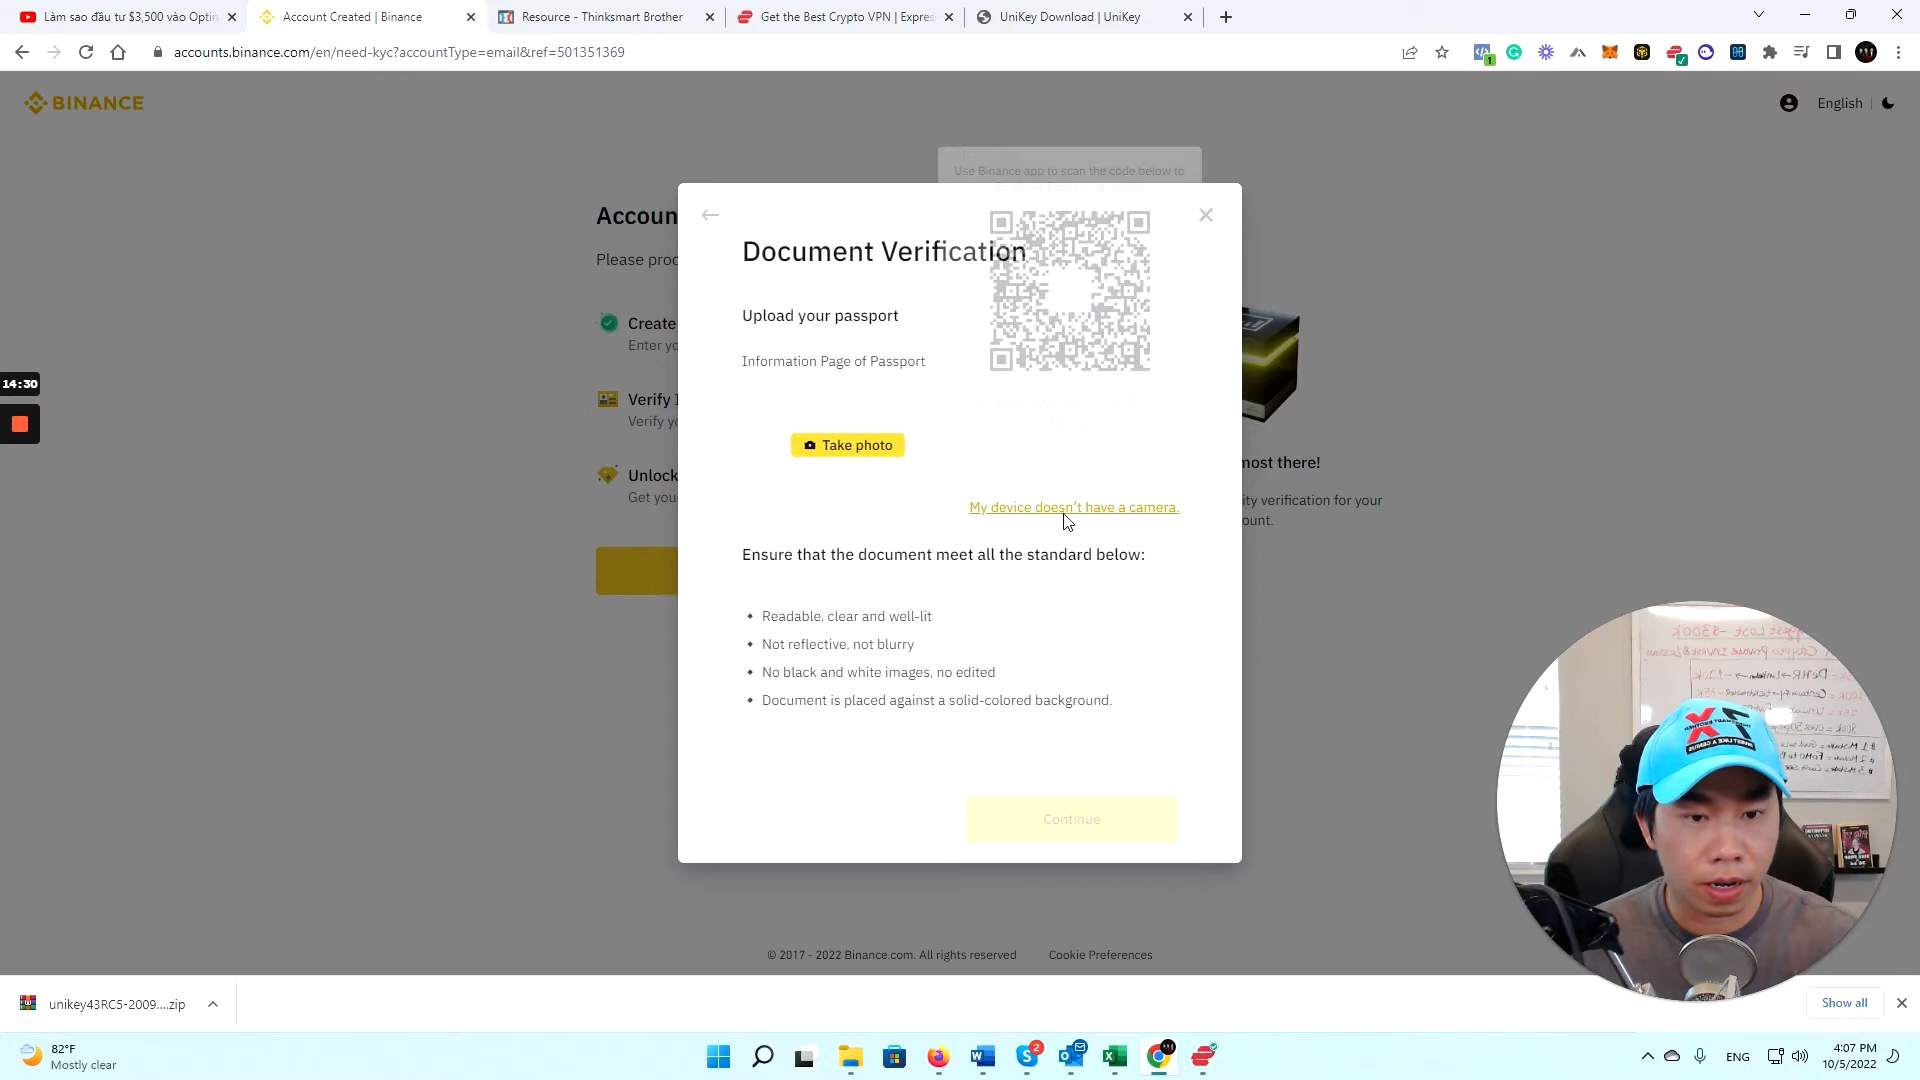 Làm sao đầu tư $3,500 vào Optin
Account Created | Binance
Resource - Thinksmart Brother
Get the Best Crypto VPN | Expres
UniKey Download | UniKey
accounts.binance.com/en/need-kyc?accountType=email&ref=501351369
1
BINANCE
English
Use Binance app to scan the code below to
Accoun
Document Verification
Please proc
Upload your passport
Create
Enter yo
Information Page of Passport
14:30
Verify I
Verify yo
Take photo
most there!
Unlock
Get you
ity verification for your
ount.
My device doesn't have a camera.
Ensure that the document meet all the standard below:
Readable, clear and well-lit
Not reflective, not blurry
No black and white images, no edited
Document is placed against a solid-colored background.
Continue
© 2017 - 2022 Binance.com. All rights reserved
Cookie Preferences
unikey43RC5-2009....zip
Show all
82°F
Mostly clear
2
ENG
4:07 PM
10/5/2022